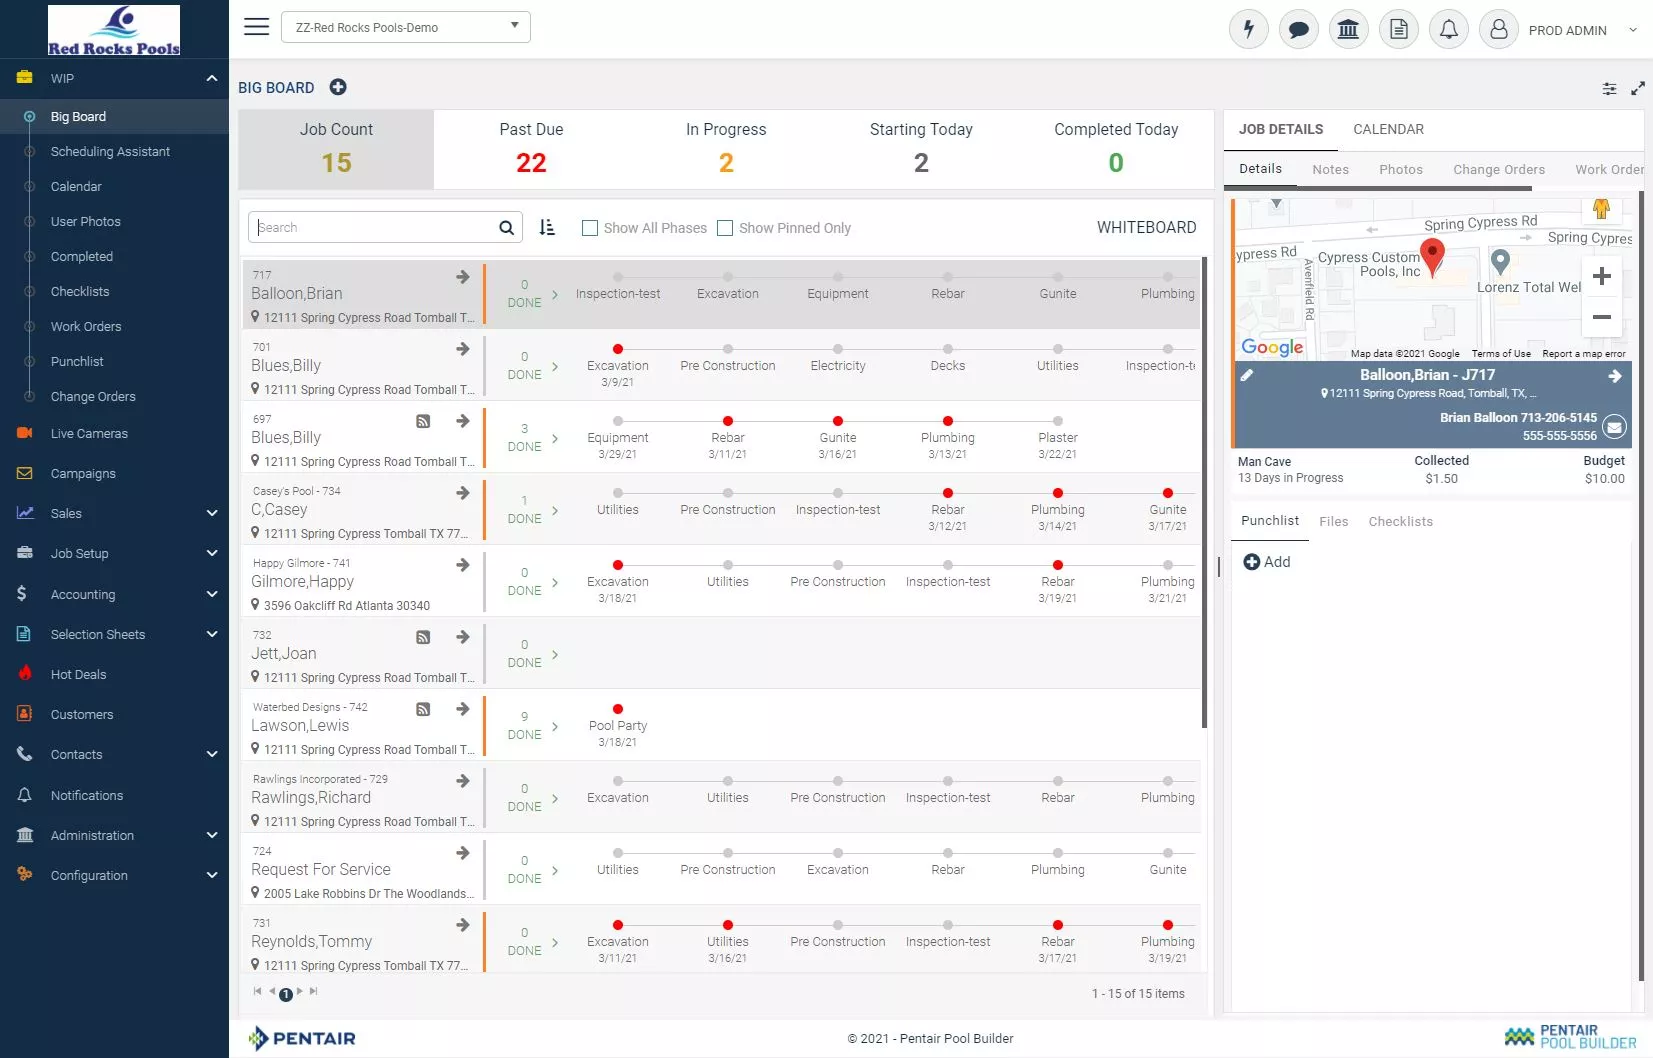 Red Rocks Pools
WIP
Big Board
Scheduling Assistant
Calendar
User Photos
Completed
Checklists
Work Orders
Punchlist
Change Orders
Live Cameras
Campaigns
Sales
Job Setup
Accounting
Selection Sheets
Hot Deals
Customers
Contacts
Notifications
Administration
Configuration
ZZ-Red Rocks Pools-Demo
PROD ADMIN
BIG BOARD
Job Count Past Due In Progress Starting Today Completed Today
15 22 2 2 0
Search Show All Phases Show Pinned Only WHITEBOARD
717
Balloon,Brian
12111 Spring Cypress Road Tomball T...
0
DONE
Inspection-test Excavation Equipment Rebar Gunite Plumbing
701
Blues,Billy
12111 Spring Cypress Road Tomball T...
0
DONE
Excavation Pre Construction Electricity Decks Utilities Inspection-te
3/9/21
697
Blues,Billy
12111 Spring Cypress Road Tomball T...
3
DONE
Equipment Rebar Gunite Plumbing Plaster
3/29/21 3/11/21 3/16/21 3/13/21 3/22/21
Casey's Pool - 734
C,Casey
12111 Spring Cypress Tomball TX 77...
1
DONE
Utilities Pre Construction Inspection-test Rebar Plumbing Gunite
3/12/21 3/14/21 3/17/21
Happy Gilmore - 741
Gilmore,Happy
3596 Oakcliff Rd Atlanta 30340
0
DONE
Excavation Utilities Pre Construction Inspection-test Rebar Plumbing
3/18/21 3/19/21 3/21/21
732
Jett,Joan
12111 Spring Cypress Road Tomball T...
0
DONE
Waterbed Designs - 742
Lawson,Lewis
12111 Spring Cypress Road Tomball T...
9
DONE
Pool Party
3/18/21
Rawlings Incorporated - 729
Rawlings,Richard
12111 Spring Cypress Road Tomball T...
0
DONE
Excavation Utilities Pre Construction Inspection-test Rebar Plumbing
724
Request For Service
2005 Lake Robbins Dr The Woodlands...
0
DONE
Utilities Pre Construction Excavation Rebar Plumbing Gunite
731
Reynolds,Tommy
12111 Spring Cypress Tomball TX 77...
0
DONE
Excavation Utilities Pre Construction Inspection-test Rebar Plumbing
3/11/21 3/16/21 3/17/21 3/19/21
1
1 - 15 of 15 items
JOB DETAILS CALENDAR
Details Notes Photos Change Orders Work Order
Spring Cypress Rd
Spring Cypres
ypress Rd
Cypress Custom
Pools, Inc
Avenfield Rd
Lorenz Total Wel
Google
Map data ©2021 Google Terms of Use Report a map error
Balloon,Brian - J717
12111 Spring Cypress Road, Tomball, TX, ...
Brian Balloon 713-206-5145
555-555-5556
Man Cave Collected Budget
13 Days in Progress $1.50 $10.00
Punchlist Files Checklists
Add
PENTAIR
© 2021 - Pentair Pool Builder
PENTAIR
POOL BUILDER